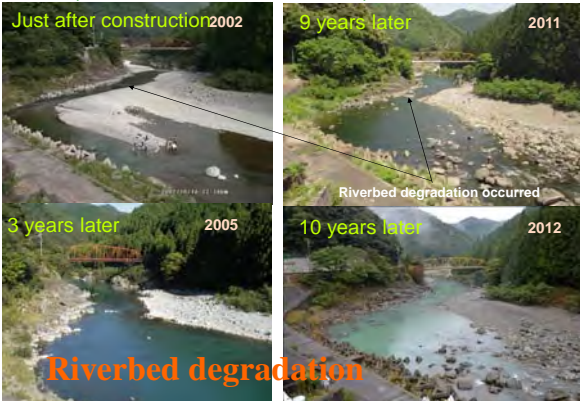 Just after construction 2002
9 years later 2011
Riverbed degradation occurred
3 years later 2005
10 years later 2012
Riverbed degradation